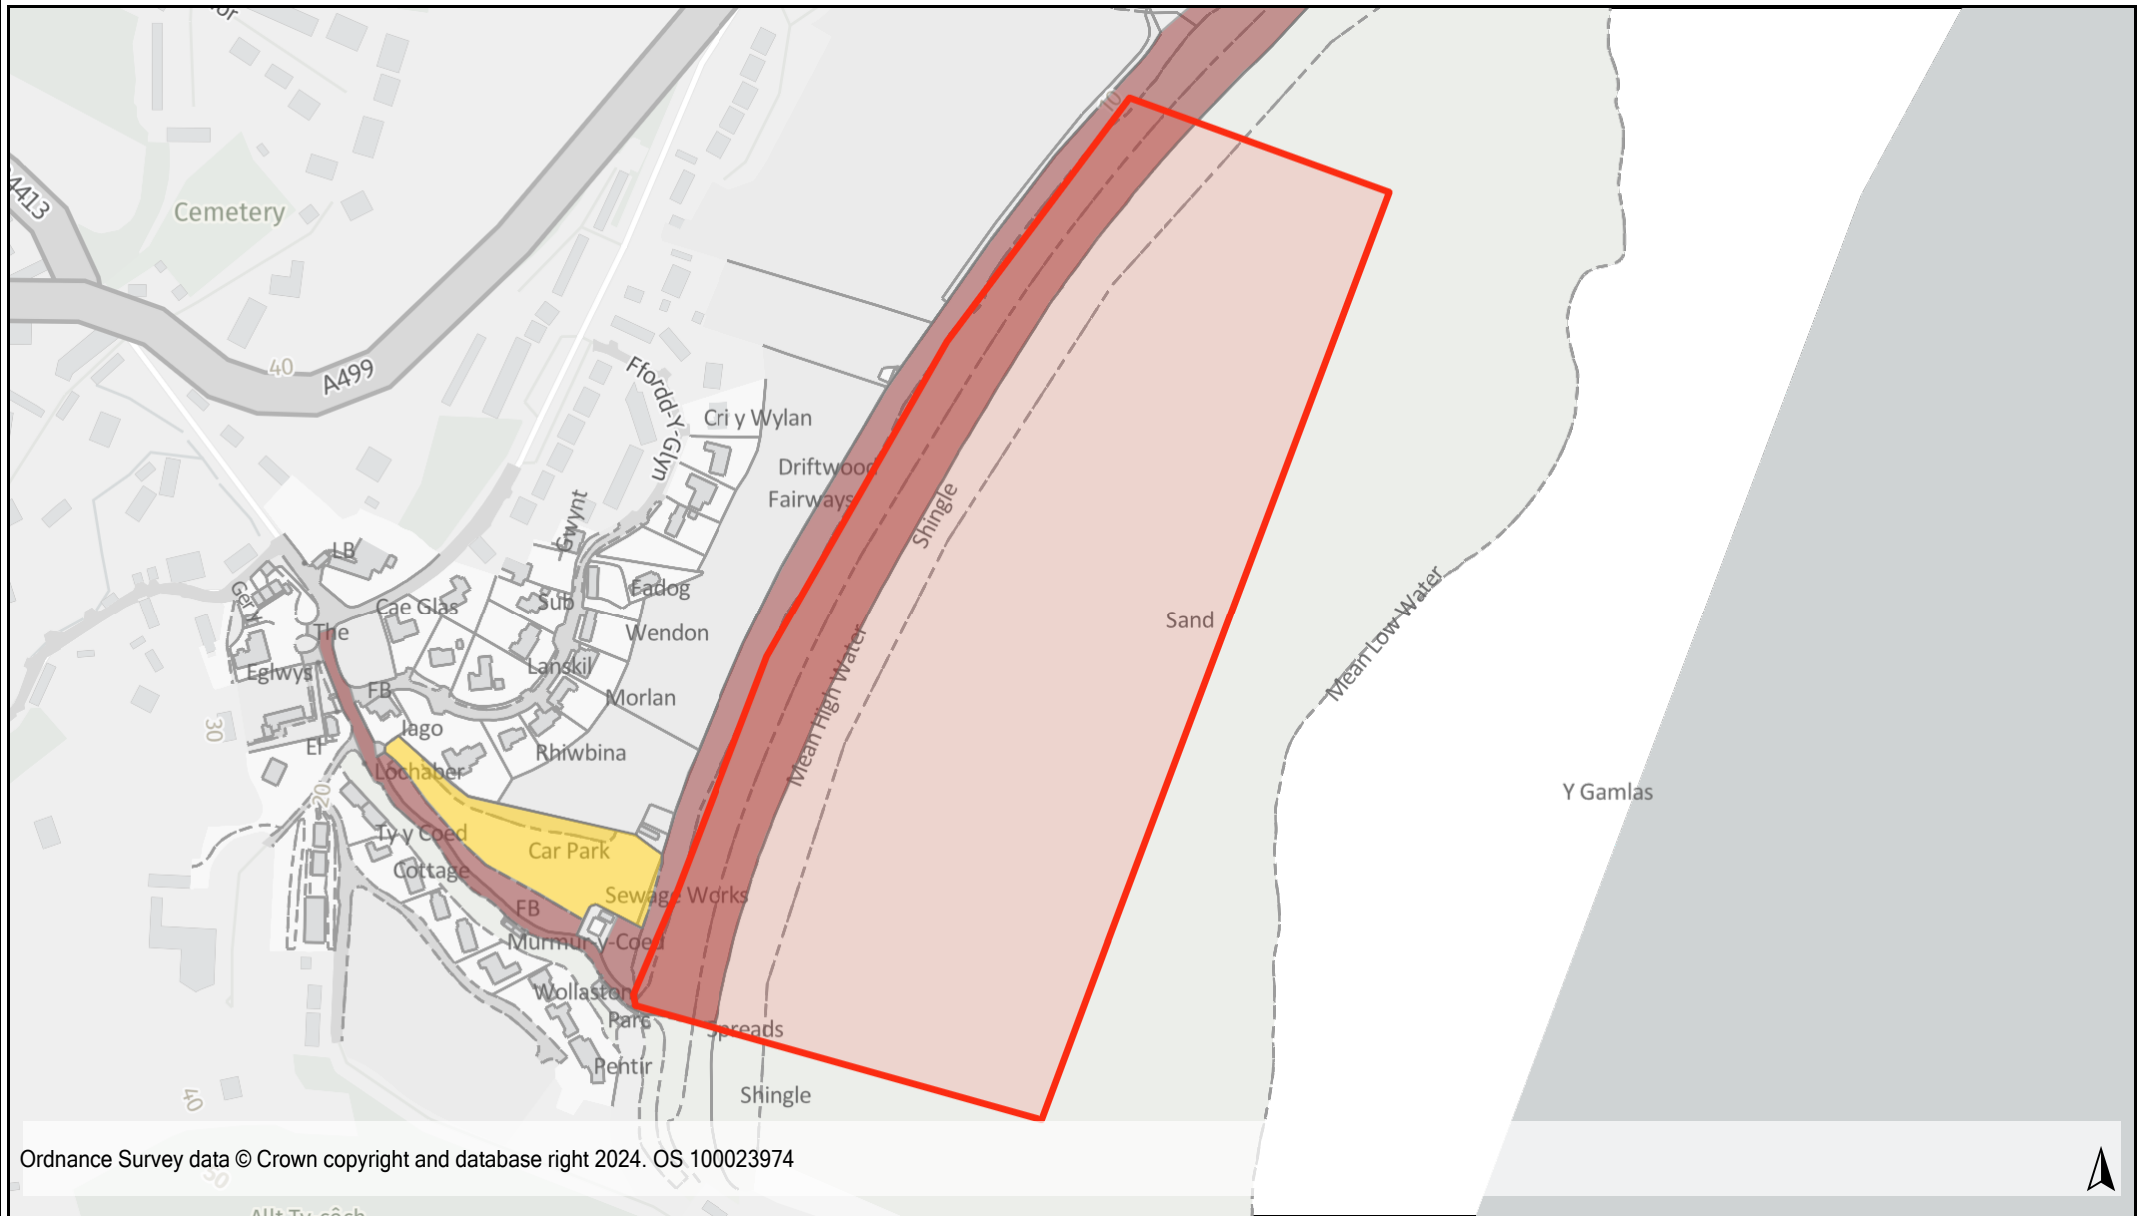 Cemetery
40
A499
Ffordd-Y-Glyn
Cri y Wylan
Driftwood
Fairways
10
Shingle
Gwynt
LB
Cae Glas
Sub
Eadog
The
Wendon
Sand
Mean Low Water
Eglwys
Lanskil
FB
Morlan
Mean High Water
30
Iago
Rhiwbina
Lochaber
20
Y Gamlas
Ty y Coed
Car Park
Cottage
Sewage Works
FB
Murmur-y-Coed
Wollaston
Parc
Spreads
Pentir
40
Shingle
Ordnance Survey data © Crown copyright and database right 2024. OS 100023974
50